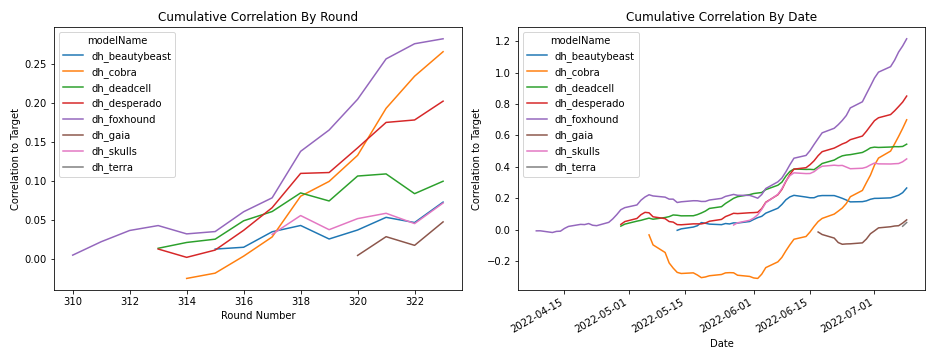 Cumulative Correlation By Round
Correlation to Target
0.25
0.20
0.15
0.10
0.05
0.00
modelName
dh_beautybeast
dh_cobra
dh_deadcell
dh_desperado
dh_foxhound
dh_gaia
dh_skulls
dh_terra
310
312
314
316
318
320
322
Round Number
Cumulative Correlation By Date
Correlation to Target
1.2
1.0
0.8
0.6
0.4
0.2
0.0
−0.2
modelName
dh_beautybeast
dh_cobra
dh_deadcell
dh_desperado
dh_foxhound
dh_gaia
dh_skulls
dh_terra
2022-04-15
2022-05-01
2022-05-15
2022-06-01
2022-06-15
2022-07-01
Date